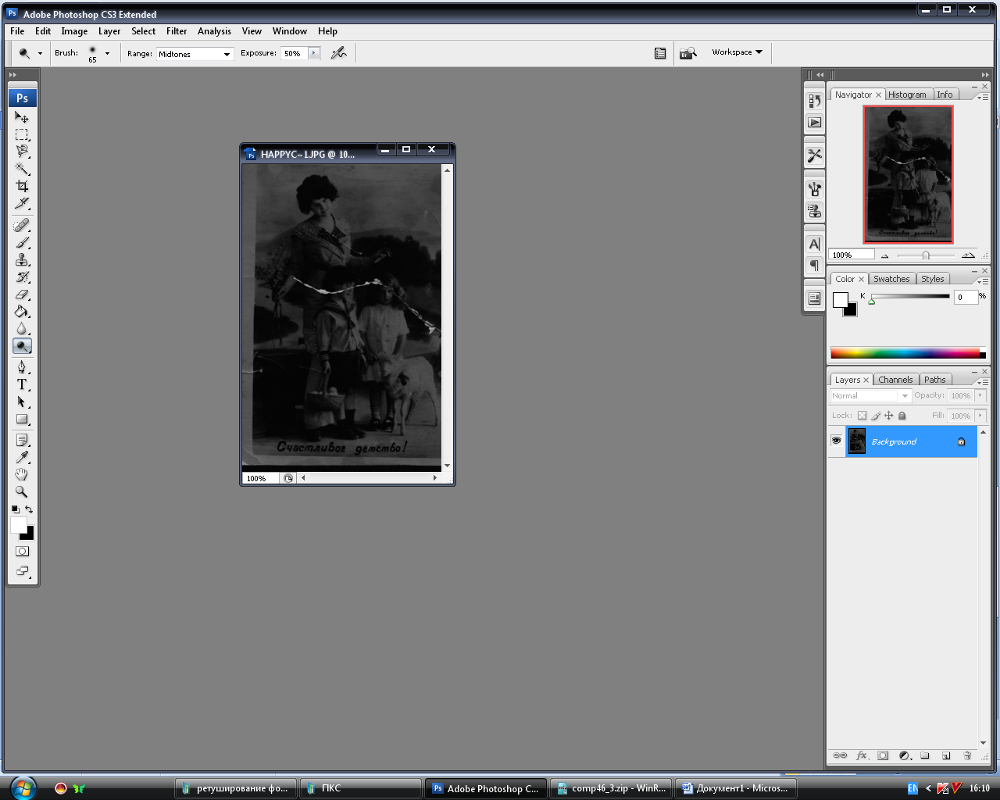 Adobe Photoshop CS3 Extended
File Edit Image Layer Select Filter Analysis View Window Help
Brush: 65 Range: Midtones Exposure: 50% Workspace
Ps
HAPPYC~1.JPG @ 10...
Счастливое детство!
100%
Navigator Histogram Info
Счастливое детство!
100%
Color Swatches Styles
K 0 %
Layers Channels Paths
Normal Opacity: 100%
Lock: Fill: 100%
Background
ретуширование фо... ПКС Adobe Photoshop C... comp46_3.zip - WinR... Документ1 - Micros... EN 16:10